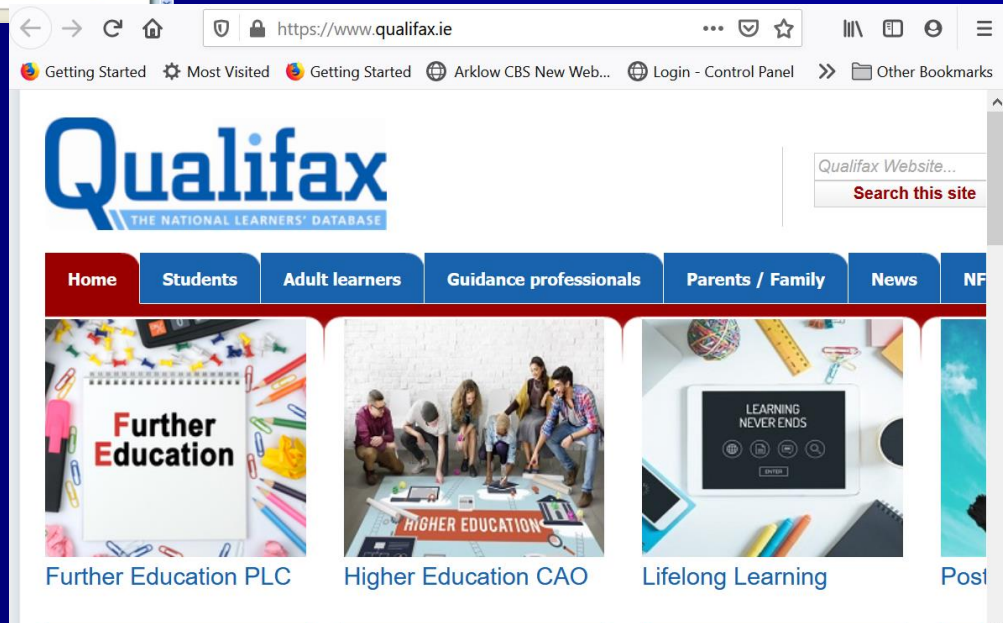 https://www.qualifax.ie
Getting Started Most Visited Getting Started Arklow CBS New Web... Login - Control Panel Other Bookmarks
Qualifax
THE NATIONAL LEARNERS' DATABASE
Qualifax Website...
Search this site
Home Students Adult learners Guidance professionals Parents / Family News NF
Further
Education
HIGHER EDUCATION
LEARNING
NEVER ENDS
ENTER
Further Education PLC Higher Education CAO Lifelong Learning Post